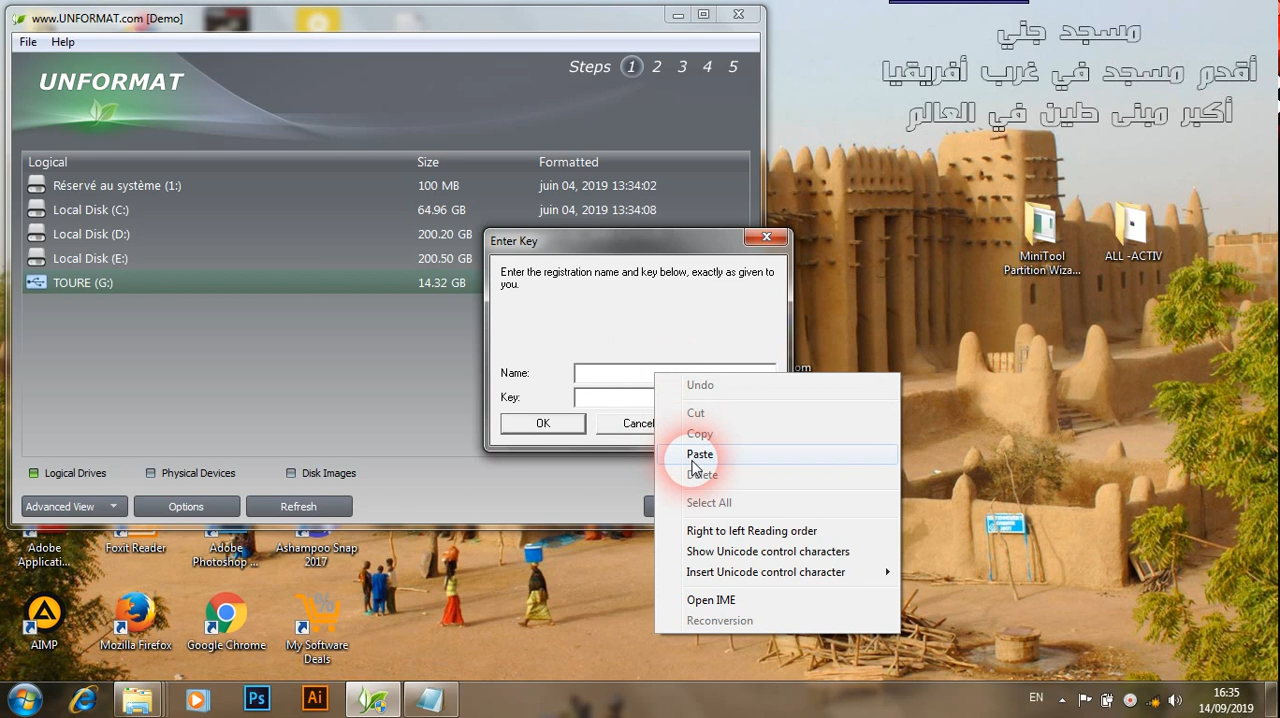 www.UNFORMAT.com [Demo]
File Help
UNFORMAT
Steps 1 2 3 4 5
Logical Size Formatted
Réservé au système (1:) 100 MB juin 04, 2019 13:34:02
Local Disk (C:) 64.96 GB juin 04, 2019 13:34:08
Local Disk (D:) 200.20 GB
Local Disk (E:) 200.50 GB
TOURE (G:) 14.32 GB
Logical Drives Physical Devices Disk Images
Advanced View Options Refresh
Enter Key
Enter the registration name and key below, exactly as given to
you.
Name:
Key:
OK Cancel
Undo
Cut
Copy
Paste
Delete
Select All
Right to left Reading order
Show Unicode control characters
Insert Unicode control character
Open IME
Reconversion
مسجد جني
أقدم مسجد في غرب أفريقيا
أكبر مبنى طين في العالم
MiniTool
Partition Wiza...
ALL -ACTIV
om
Adobe
Applicati...
Foxit Reader
Adobe
Photoshop ...
Ashampoo Snap
2017
AIMP
Mozilla Firefox
Google Chrome
My Software
Deals
Ps
Ai
EN
16:35
14/09/2019